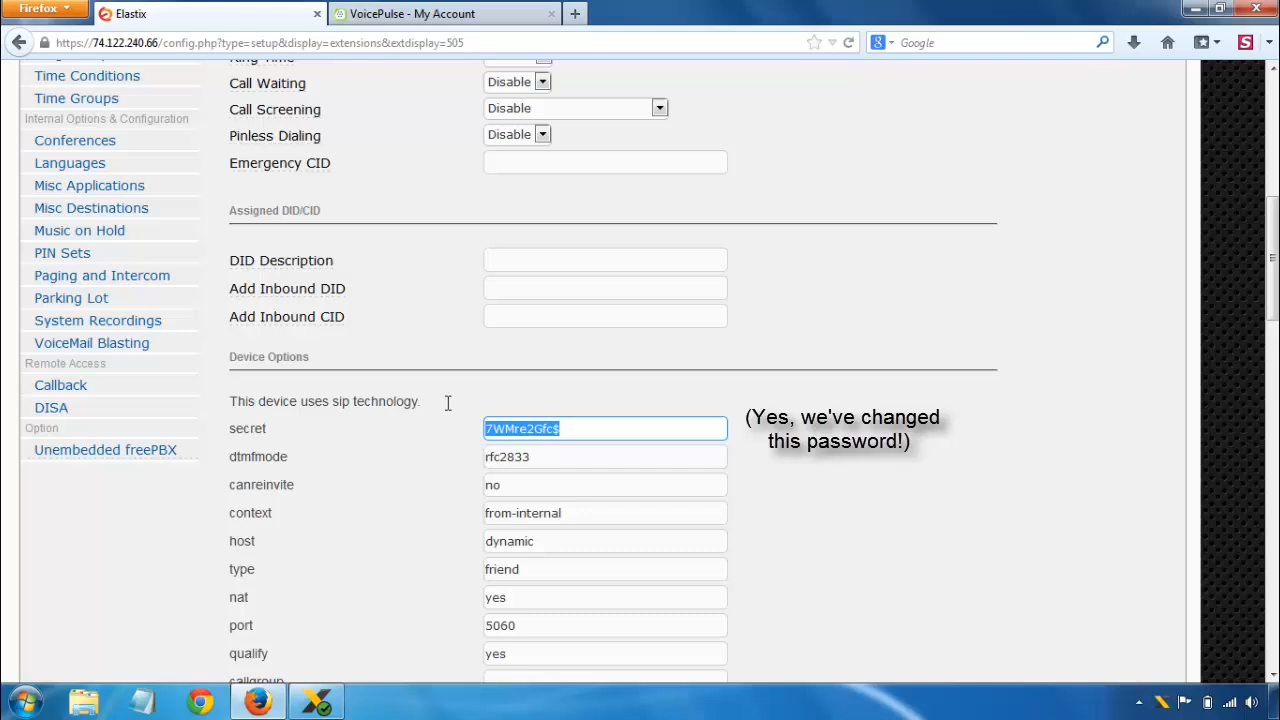 Firefox
Elastix
VoicePulse - My Account
https://74.122.240.66/config.php?type=setup&display=extensions&extdisplay=505
Google
Time Conditions
Time Groups
Internal Options & Configuration
Conferences
Languages
Misc Applications
Misc Destinations
Music on Hold
PIN Sets
Paging and Intercom
Parking Lot
System Recordings
VoiceMail Blasting
Remote Access
Callback
DISA
Option
Unembedded freePBX
Ring Time
Call Waiting Disable
Call Screening Disable
Pinless Dialing Disable
Emergency CID
Assigned DID/CID
DID Description
Add Inbound DID
Add Inbound CID
Device Options
This device uses sip technology.
secret 7WMre2Gfc$
(Yes, we've changed
this password!)
dtmfmode rfc2833
canreinvite no
context from-internal
host dynamic
type friend
nat yes
port 5060
qualify yes
callgroup